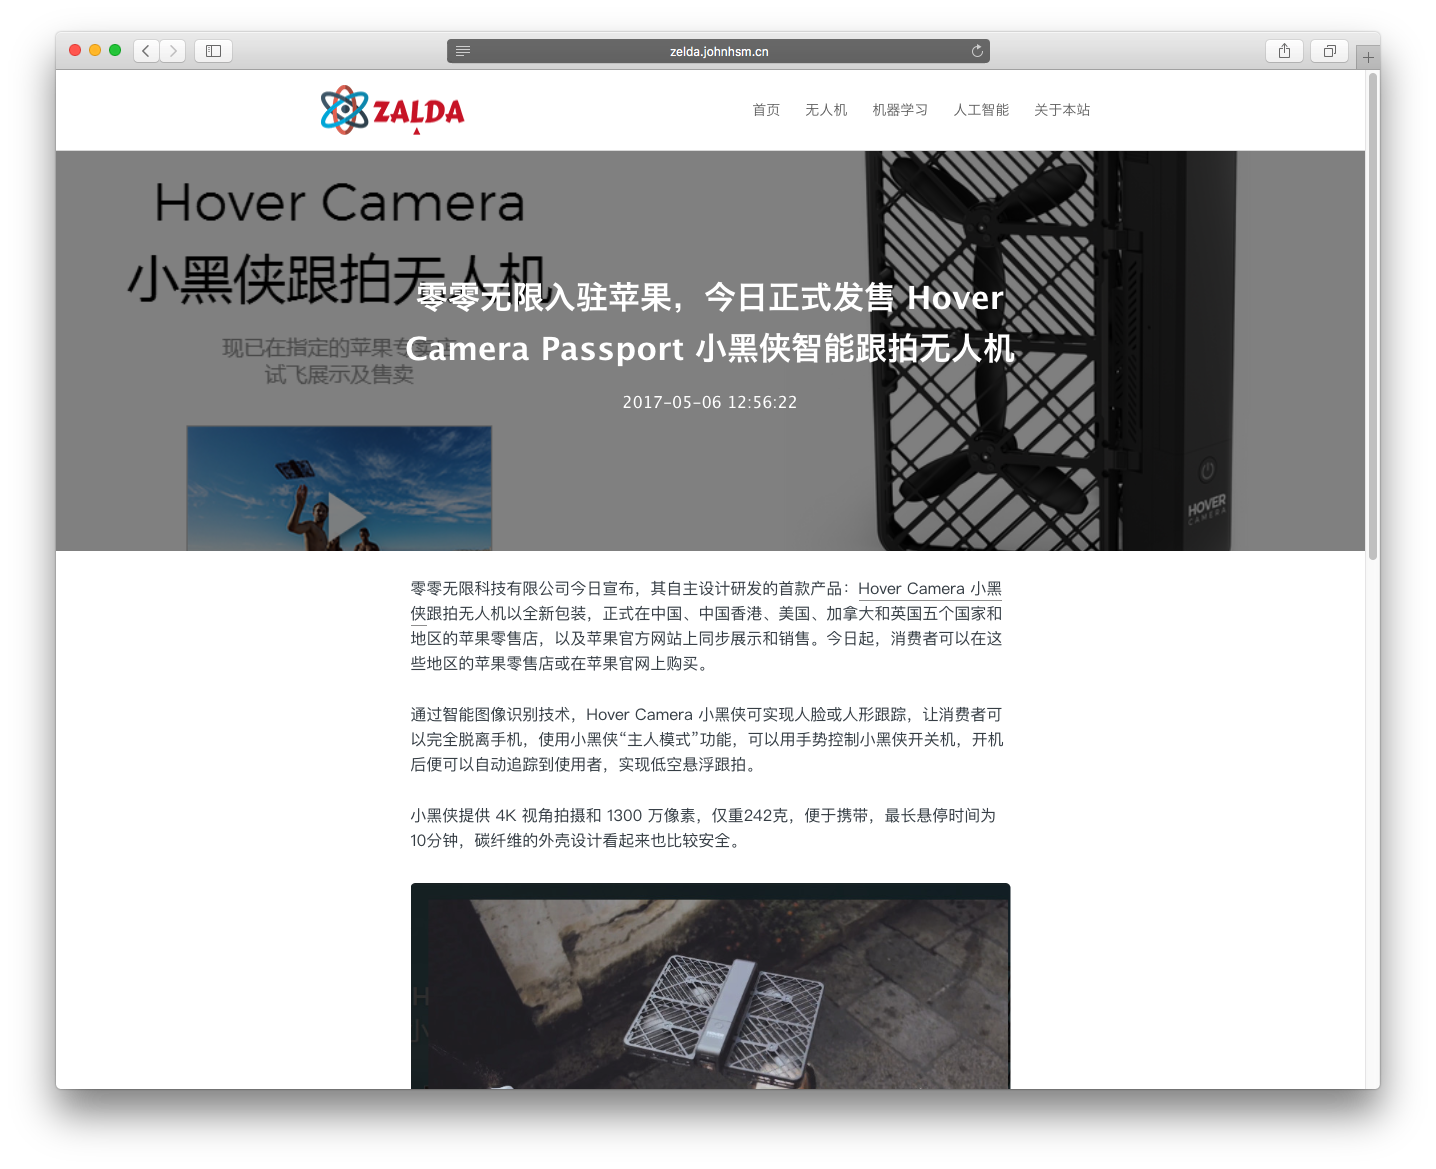 zelda.johnhsm.cn
ZALDA
首页 无人机 机器学习 人工智能 关于本站
Hover Camera
小黑侠跟拍无人机
零零无限入驻苹果，今日正式发售 Hover
Camera Passport 小黑侠智能跟拍无人机
现已在指定的苹果专卖店
试飞展示及售卖
2017-05-06 12:56:22
HOVER
CAMERA
零零无限科技有限公司今日宣布，其自主设计研发的首款产品：Hover Camera 小黑
侠跟拍无人机以全新包装，正式在中国、中国香港、美国、加拿大和英国五个国家和
地区的苹果零售店，以及苹果官方网站上同步展示和销售。今日起，消费者可以在这
些地区的苹果零售店或在苹果官网上购买。
通过智能图像识别技术，Hover Camera 小黑侠可实现人脸或人形跟踪，让消费者可
以完全脱离手机，使用小黑侠“主人模式”功能，可以用手势控制小黑侠开关机，开机
后便可以自动追踪到使用者，实现低空悬浮跟拍。
小黑侠提供 4K 视角拍摄和 1300 万像素，仅重242克，便于携带，最长悬停时间为
10分钟，碳纤维的外壳设计看起来也比较安全。